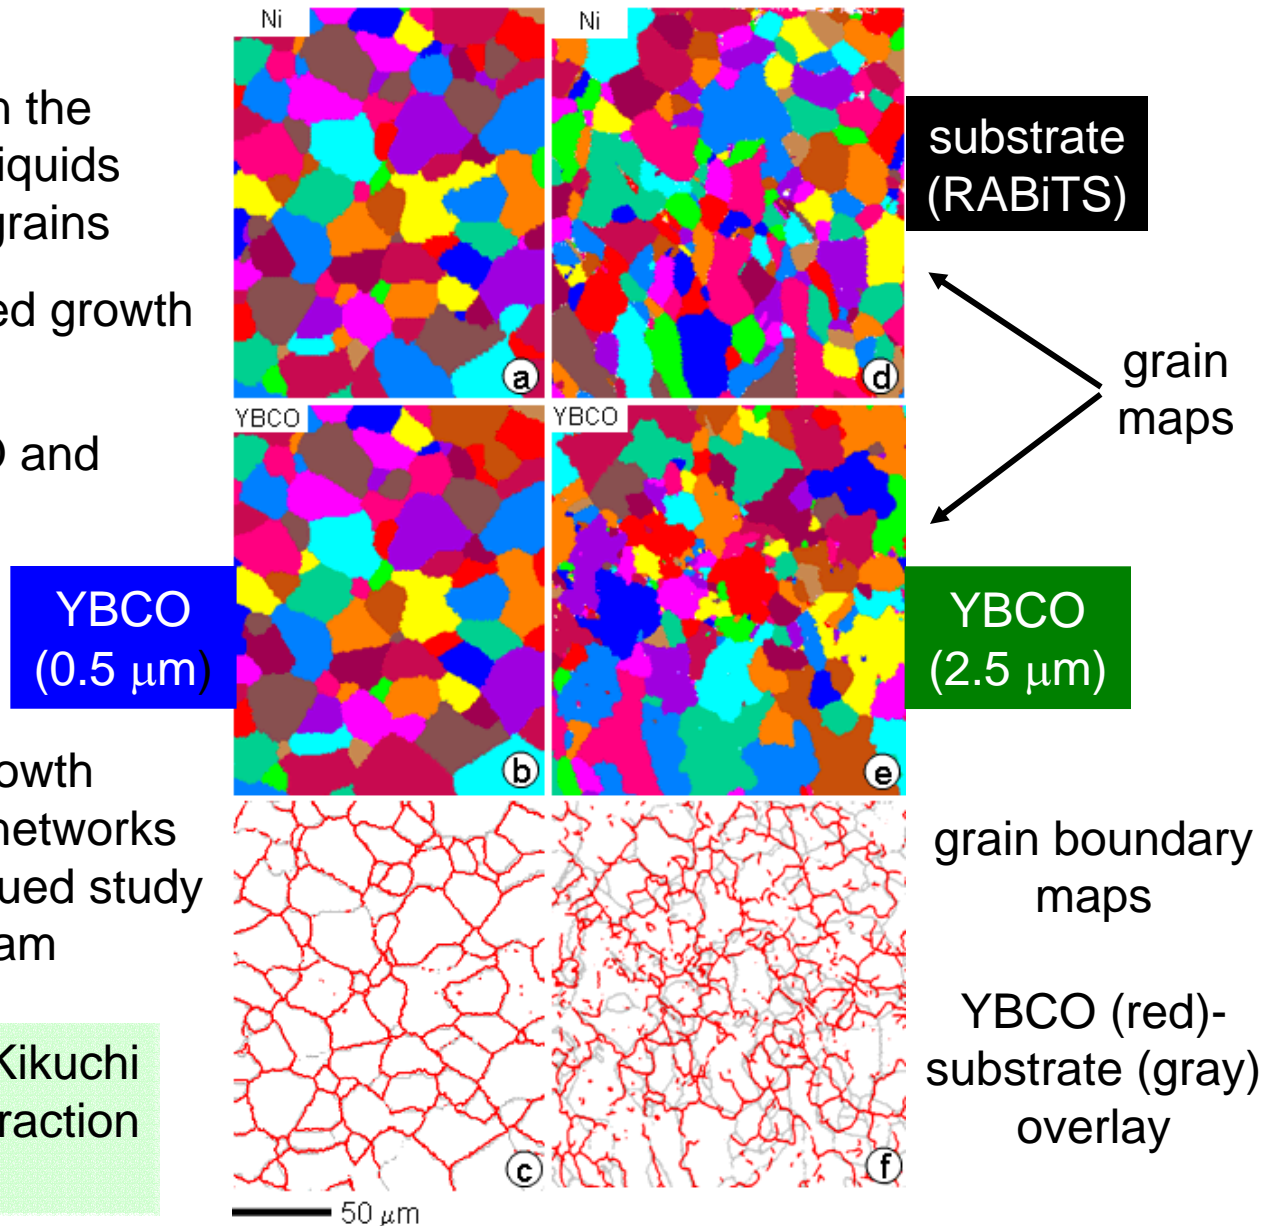 n the
iquids
grains
ed growth
and
YBCO
(0.5 μm)
owth
networks
ued study
am
Kikuchi
raction
Ni
a
Ni
d
YBCO
b
YBCO
e
c
f
50 μm
substrate
(RABiTS)
grain
maps
YBCO
(2.5 μm)
grain boundary
maps
YBCO (red)-
substrate (gray)
overlay